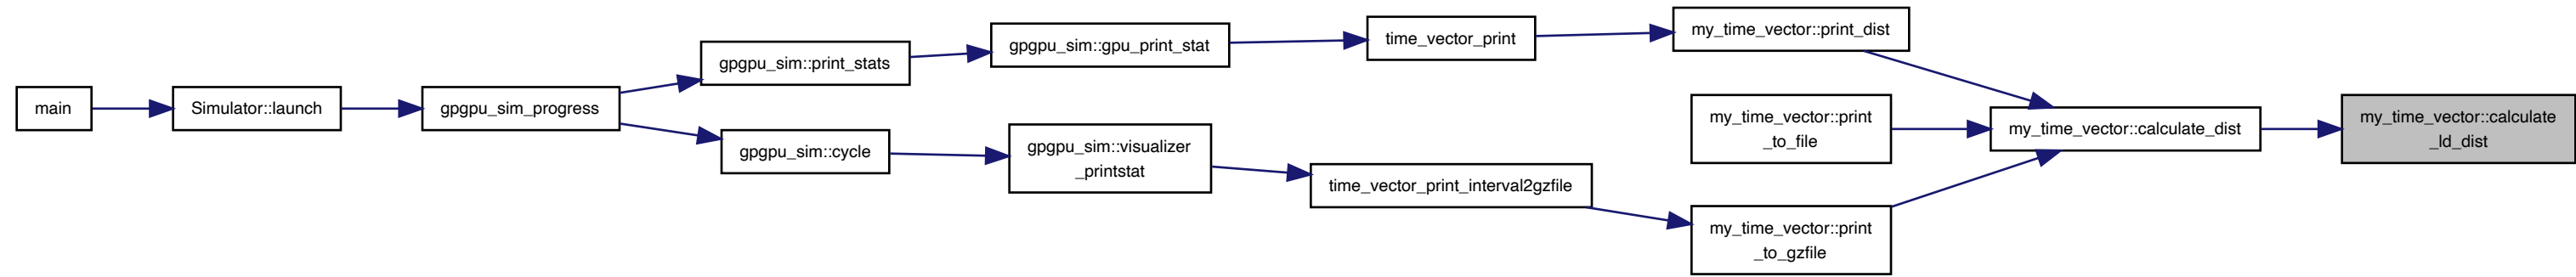 main
Simulator::launch
gpgpu_sim_progress
gpgpu_sim::print_stats
gpgpu_sim::gpu_print_stat
time_vector_print
my_time_vector::print_dist
gpgpu_sim::cycle
gpgpu_sim::visualizer
_printstat
time_vector_print_interval2gzfile
my_time_vector::print
_to_file
my_time_vector::print
_to_gzfile
my_time_vector::calculate_dist
my_time_vector::calculate
_ld_dist